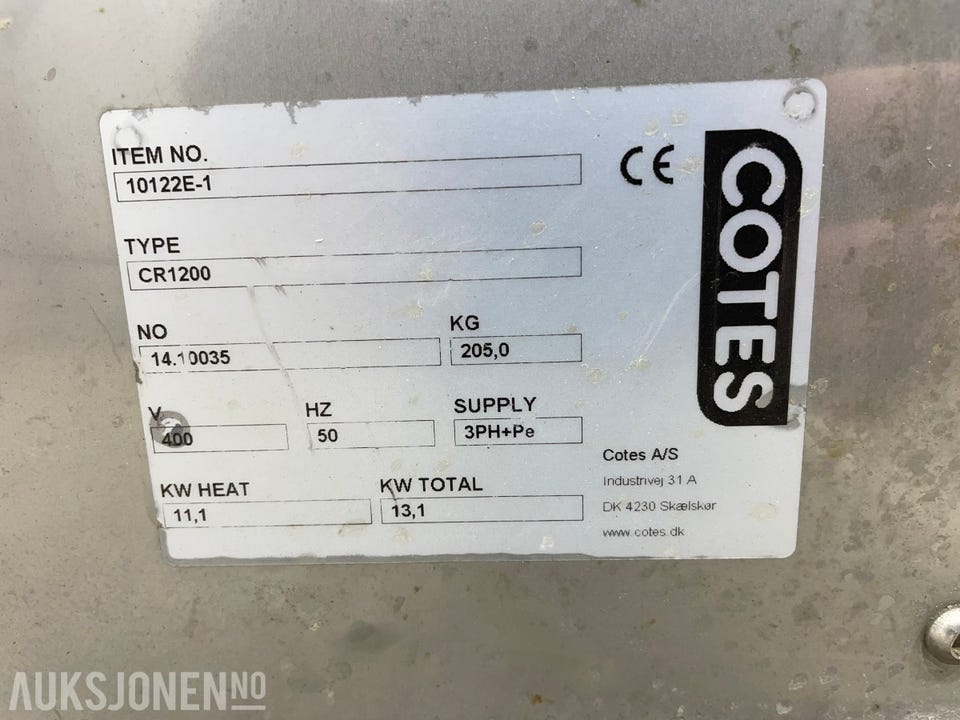 ITEM NO.
10122E-1
CE
COTES
TYPE
CR1200
NO
14.10035
KG
205,0
V
400
HZ
50
SUPPLY
3PH+Pe
KW HEAT
11,1
KW TOTAL
13,1
Cotes A/S
Industrivej 31 A
DK 4230 Skælskør
www.cotes.dk
AUKSJONEN.NO